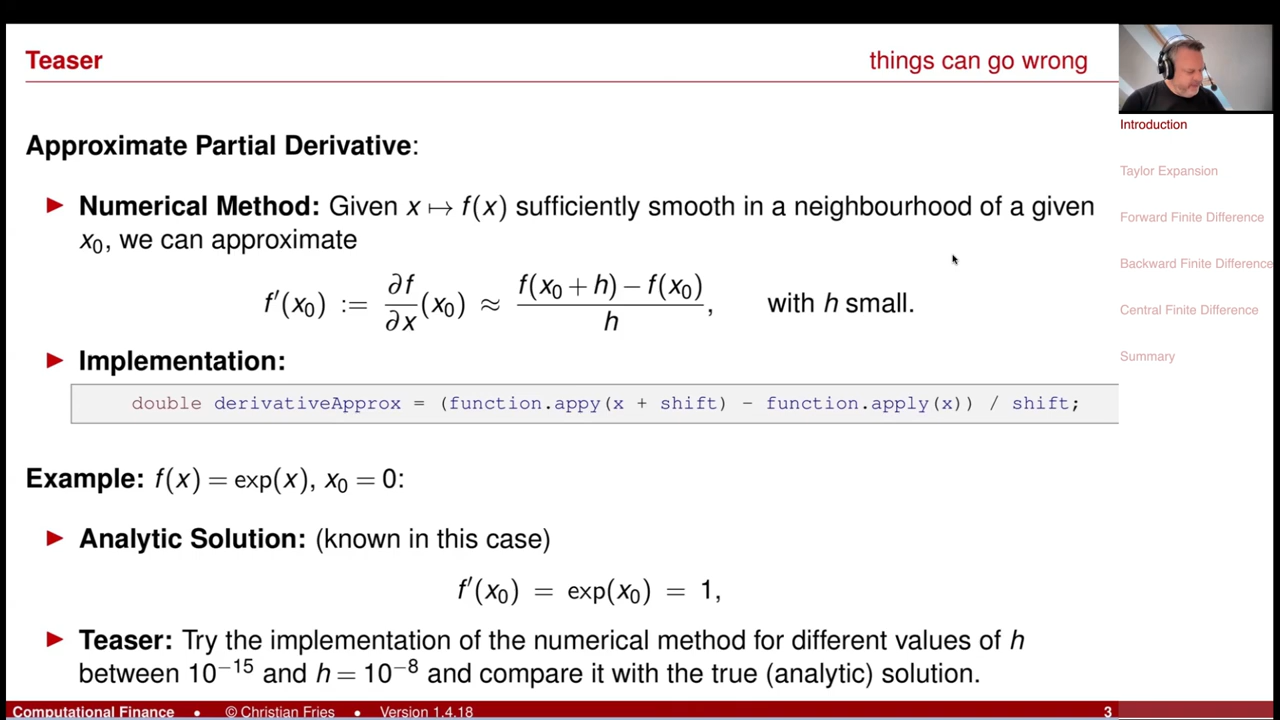 Teaser
things can go wrong
Approximate Partial Derivative:
▶ Numerical Method: Given x ↦ f(x) sufficiently smooth in a neighbourhood of a given
x₀, we can approximate
f′(x₀) := ∂f/∂x (x₀) ≈ (f(x₀ + h) − f(x₀))/h, with h small.
▶ Implementation:
double derivativeApprox = (function.appy(x + shift) - function.apply(x)) / shift;
Example: f(x) = exp(x), x₀ = 0:
▶ Analytic Solution: (known in this case)
f′(x₀) = exp(x₀) = 1,
▶ Teaser: Try the implementation of the numerical method for different values of h
between 10⁻¹⁵ and h = 10⁻⁸ and compare it with the true (analytic) solution.
Introduction
Taylor Expansion
Forward Finite Difference
Backward Finite Difference
Central Finite Difference
Summary
Computational Finance • © Christian Fries • Version 1.4.18
3